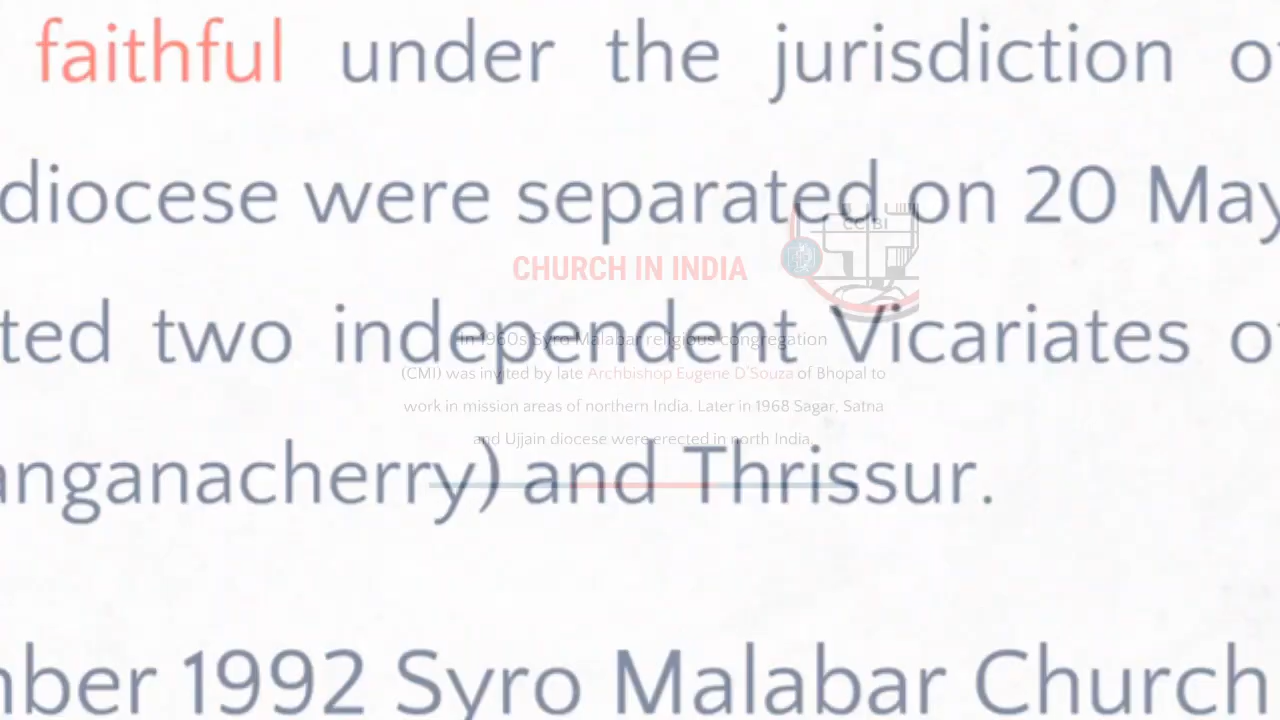 faithful under the jurisdiction
diocese were separated on 20 May
CCBI
CHURCH IN INDIA
two independent Vicariates
In 1960s Syro Malabar religious congregation
(CMI) was invited by late Archbishop Eugene D'Souza of Bhopal to
work in mission areas of northern India. Later in 1968 Sagar, Satna
and Ujjain diocese were erected in north India.
anganacherry) and Thrissur.
mber 1992 Syro Malabar Church